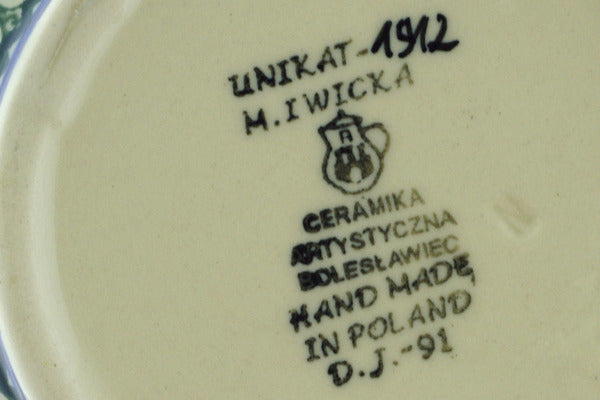 UNIKAT-1912
M.IWICKA
CERAMIKA
ARTYSTYCZNA
BOLESŁAWIEC
HAND MADE
IN POLAND
D.J.-91